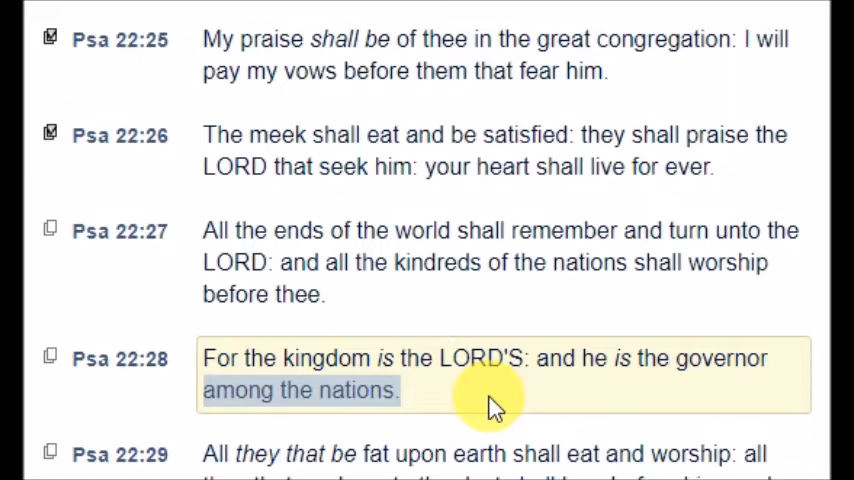 Psa 22:25 My praise shall be of thee in the great congregation: I will
pay my vows before them that fear him.
Psa 22:26 The meek shall eat and be satisfied: they shall praise the
LORD that seek him: your heart shall live for ever.
Psa 22:27 All the ends of the world shall remember and turn unto the
LORD: and all the kindreds of the nations shall worship
before thee.
Psa 22:28 For the kingdom is the LORD'S: and he is the governor
among the nations.
Psa 22:29 All they that be fat upon earth shall eat and worship: all